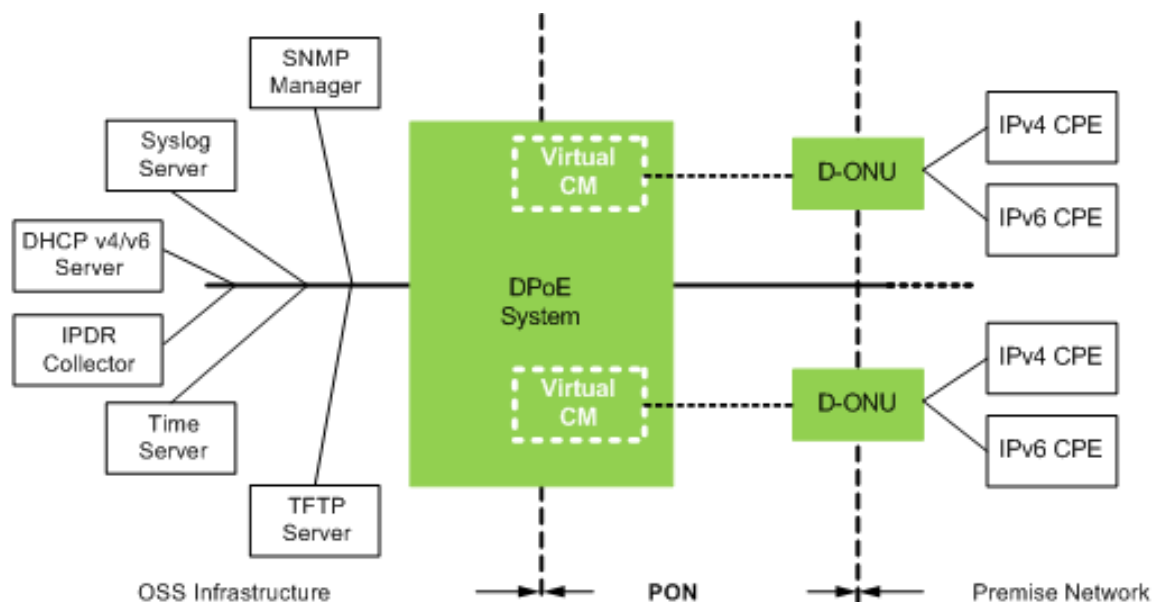 SNMP
Manager
Syslog
Server
DHCP v4/v6
Server
IPDR
Collector
Time
Server
TFTP
Server
Virtual
CM
DPoE
System
Virtual
CM
D-ONU
D-ONU
IPv4 CPE
IPv6 CPE
IPv4 CPE
IPv6 CPE
OSS Infrastructure
PON
Premise Network